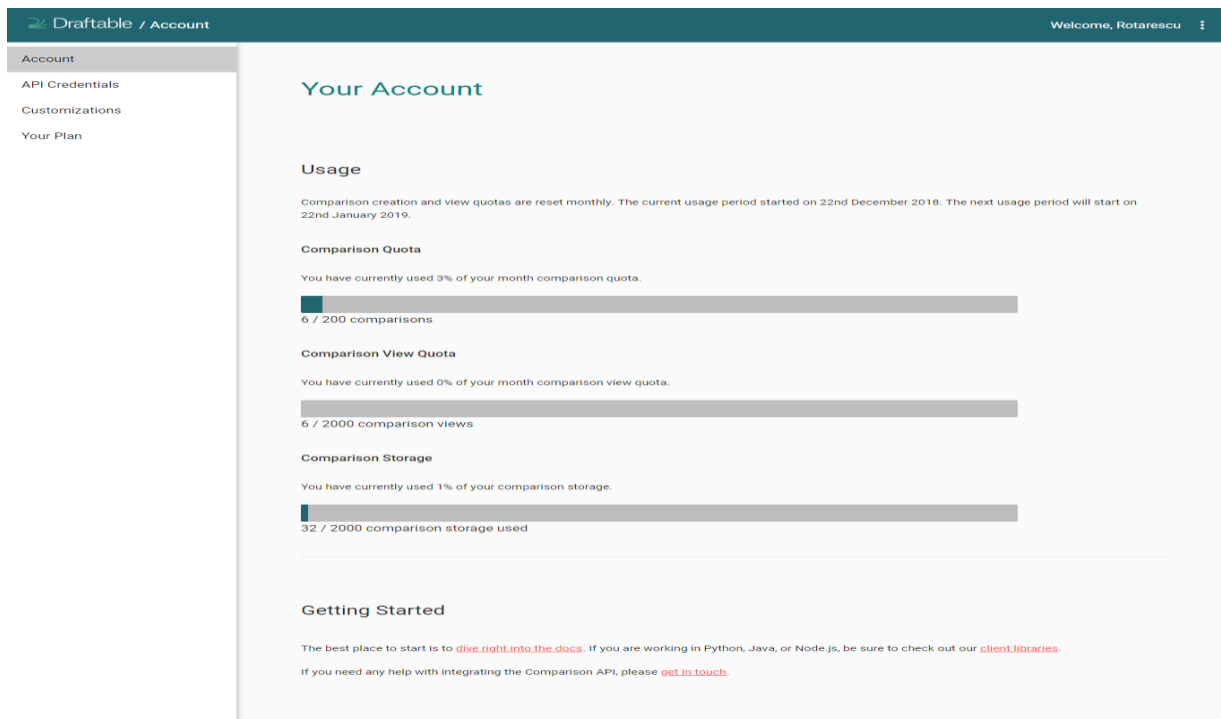 Draftable / Account
Welcome, Rotarescu
Account
API Credentials
Customizations
Your Plan
Your Account
Usage
Comparison creation and view quotas are reset monthly. The current usage period started on 22nd December 2018. The next usage period will start on
22nd January 2019.
Comparison Quota
You have currently used 3% of your month comparison quota.
6 / 200 comparisons
Comparison View Quota
You have currently used 0% of your month comparison view quota.
6 / 2000 comparison views
Comparison Storage
You have currently used 1% of your comparison storage.
32 / 2000 comparison storage used
Getting Started
The best place to start is to dive right into the docs. If you are working in Python, Java, or Node.js, be sure to check out our client libraries.
If you need any help with integrating the Comparison API, please get in touch.